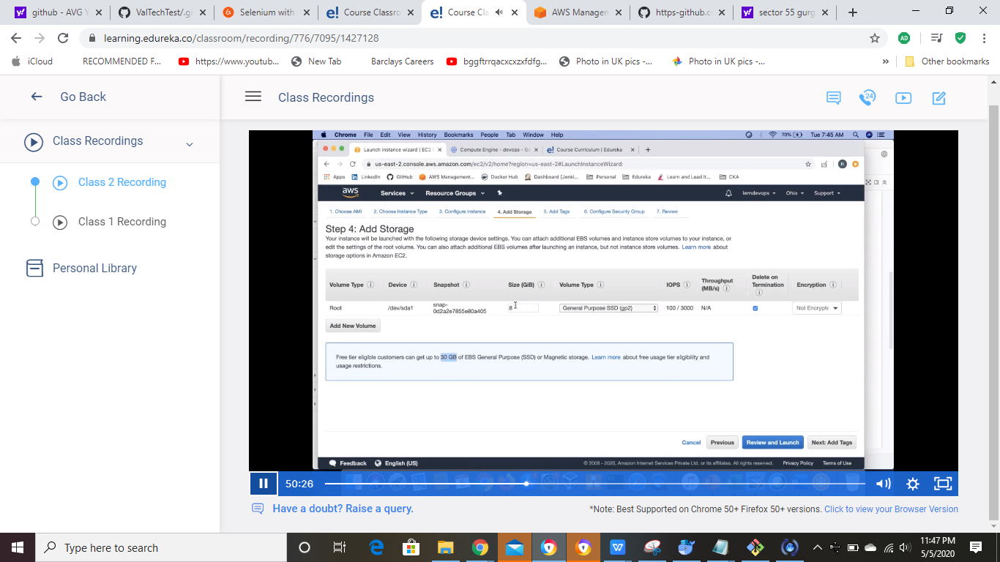 github - AVG Y
ValTechTest/.g
Selenium with
Course Classro
Course Cla
AWS Managem
https-github.c
sector 55 gurg
learning.edureka.co/classroom/recording/776/7095/1427128
iCloud
RECOMMENDED F...
https://www.youtub...
New Tab
Barclays Careers
bggftrrqacxcxzxfdfg...
Photo in UK pics -...
Photo in UK pics -...
Other bookmarks
Go Back
Class Recordings
Class Recordings
Class 2 Recording
Class 1 Recording
Personal Library
Chrome File Edit View History Bookmarks People Tab Window Help 70% Tue 7:45 AM
Launch instance wizard | EC2
Compute Engine - devops - G
Course Curriculum | Edureka
us-east-2.console.aws.amazon.com/ec2/v2/home?region=us-east-2#LaunchInstanceWizard:
Apps LinkedIn GitHub AWS Management... Docker Hub Dashboard [Jenki... Personal Edureka Learn and Lead It... CKA
aws Services Resource Groups lerndevops Ohio Support
1. Choose AMI 2. Choose Instance Type 3. Configure Instance 4. Add Storage 5. Add Tags 6. Configure Security Group 7. Review
Step 4: Add Storage
Your instance will be launched with the following storage device settings. You can attach additional EBS volumes and instance store volumes to your instance, or
edit the settings of the root volume. You can also attach additional EBS volumes after launching an instance, but not instance store volumes. Learn more about
storage options in Amazon EC2.
Volume Type Device Snapshot Size (GiB) Volume Type IOPS Throughput (MB/s) Delete on Termination Encryption
Root /dev/sda1 snap-0d2a2e7855e80a405 8 General Purpose SSD (gp2) 100 / 3000 N/A Not Encrypte
Add New Volume
Free tier eligible customers can get up to 30 GB of EBS General Purpose (SSD) or Magnetic storage. Learn more about free usage tier eligibility and
usage restrictions.
Cancel Previous Review and Launch Next: Add Tags
Feedback English (US) © 2008 - 2020, Amazon Internet Services Private Ltd. or its affiliates. All rights reserved. Privacy Policy Terms of Use
50:26
Have a doubt? Raise a query.
*Note: Best Supported on Chrome 50+ Firefox 50+ versions. Click to view your Browser Version
Type here to search
11:47 PM
5/5/2020